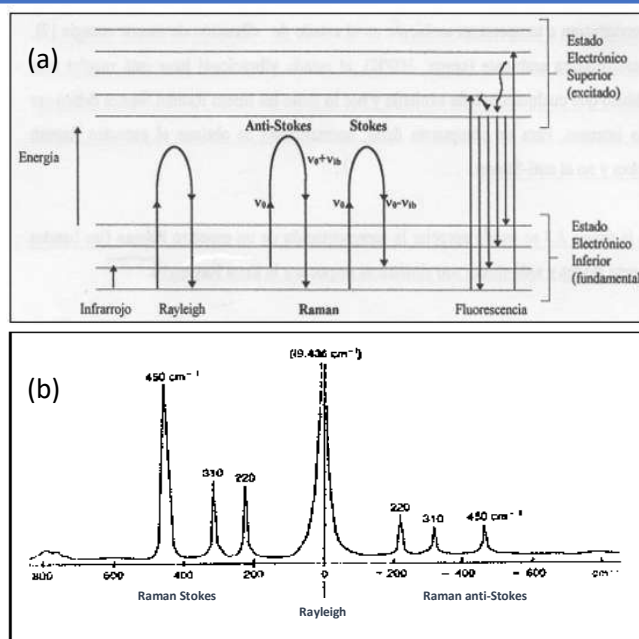 (a)
Estado
Electrónico
Superior
(excitado)
Anti-Stokes
Stokes
Energía
ν₀+νᵢb
ν₀
ν₀
ν₀-νᵢb
Estado
Electrónico
Inferior
(fundamental)
Infrarrojo
Rayleigh
Raman
Fluorescencia
(b)
(19.436 cm⁻¹)
450 cm⁻¹
310
220
220
310
450 cm⁻¹
800
600
400
200
0
- 200
- 400
- 600
cm⁻¹
Raman Stokes
Rayleigh
Raman anti-Stokes